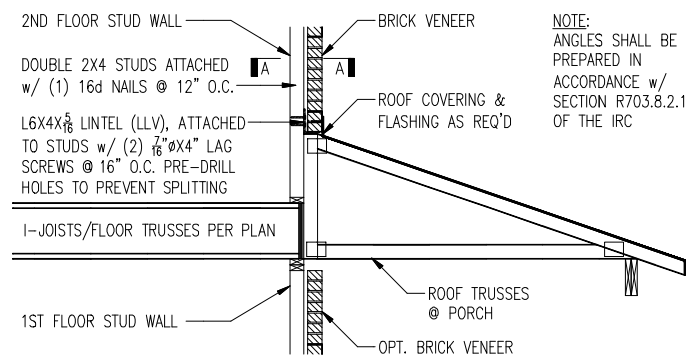 2ND FLOOR STUD WALL
DOUBLE 2X4 STUDS ATTACHED
w/ (1) 16d NAILS @ 12" O.C.
L6X4X5/16 LINTEL (LLV), ATTACHED
TO STUDS w/ (2) 7/16"øX4" LAG
SCREWS @ 16" O.C. PRE-DRILL
HOLES TO PREVENT SPLITTING
I-JOISTS/FLOOR TRUSSES PER PLAN
1ST FLOOR STUD WALL
A
A
BRICK VENEER
ROOF COVERING &
FLASHING AS REQ'D
ROOF TRUSSES
@ PORCH
OPT. BRICK VENEER
NOTE:
ANGLES SHALL BE
PREPARED IN
ACCORDANCE w/
SECTION R703.8.2.1
OF THE IRC